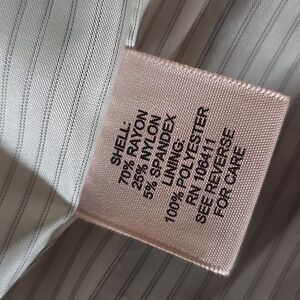 SHELL:
70% RAYON
25% NYLON
5% SPANDEX
LINING:
100% POLYESTER
RN 106411
SEE REVERSE
FOR CARE